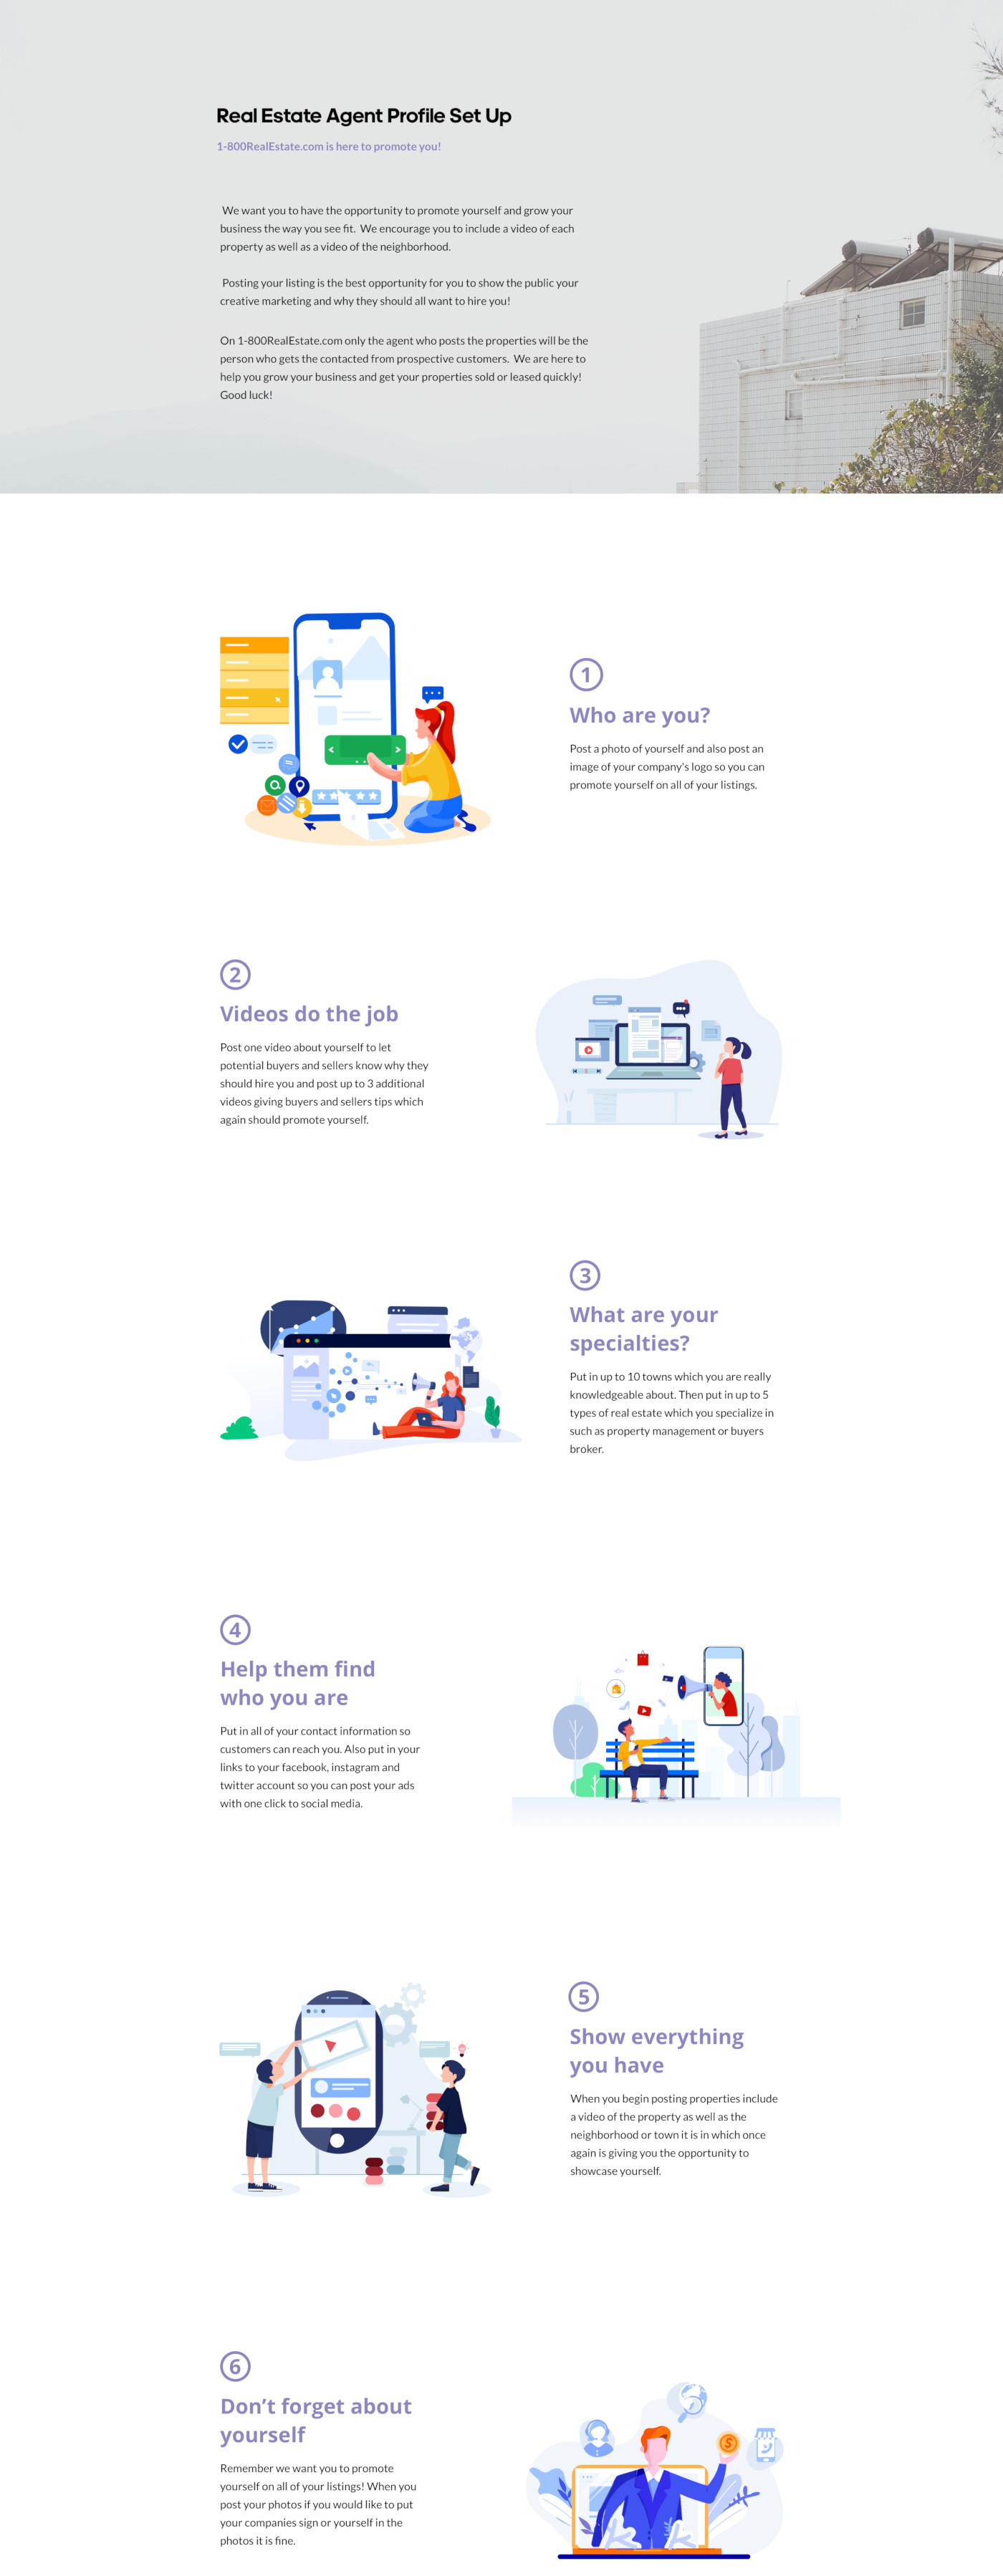 Real Estate Agent Profile Set Up
1-800RealEstate.com is here to promote you!
We want you to have the opportunity to promote yourself and grow your
business the way you see fit. We encourage you to include a video of each
property as well as a video of the neighborhood.
Posting your listing is the best opportunity for you to show the public your
creative marketing and why they should all want to hire you!
On 1-800RealEstate.com only the agent who posts the properties will be the
person who gets the contacted from prospective customers. We are here to
help you grow your business and get your properties sold or leased quickly!
Good luck!
1
Who are you?
Post a photo of yourself and also post an
image of your company's logo so you can
promote yourself on all of your listings.
2
Videos do the job
Post one video about yourself to let
potential buyers and sellers know why they
should hire you and post up to 3 additional
videos giving buyers and sellers tips which
again should promote yourself.
3
What are your
specialties?
Put in up to 10 towns which you are really
knowledgeable about. Then put in up to 5
types of real estate which you specialize in
such as property management or buyers
broker.
4
Help them find
who you are
Put in all of your contact information so
customers can reach you. Also put in your
links to your facebook, instagram and
twitter account so you can post your ads
with one click to social media.
5
Show everything
you have
When you begin posting properties include
a video of the property as well as the
neighborhood or town it is in which once
again is giving you the opportunity to
showcase yourself.
6
Don't forget about
yourself
Remember we want you to promote
yourself on all of your listings! When you
post your photos if you would like to put
your companies sign or yourself in the
photos it is fine.
$